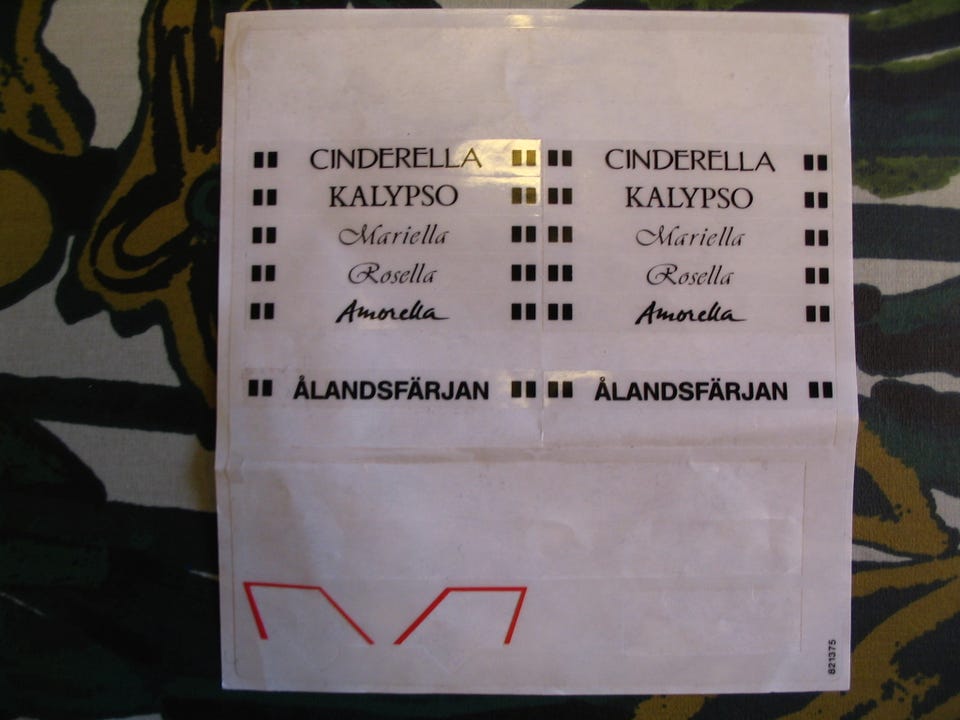 CINDERELLA CINDERELLA
KALYPSO KALYPSO
Mariella Mariella
Rosella Rosella
Amorella Amorella
ÅLANDSFÄRJAN ÅLANDSFÄRJAN
821375